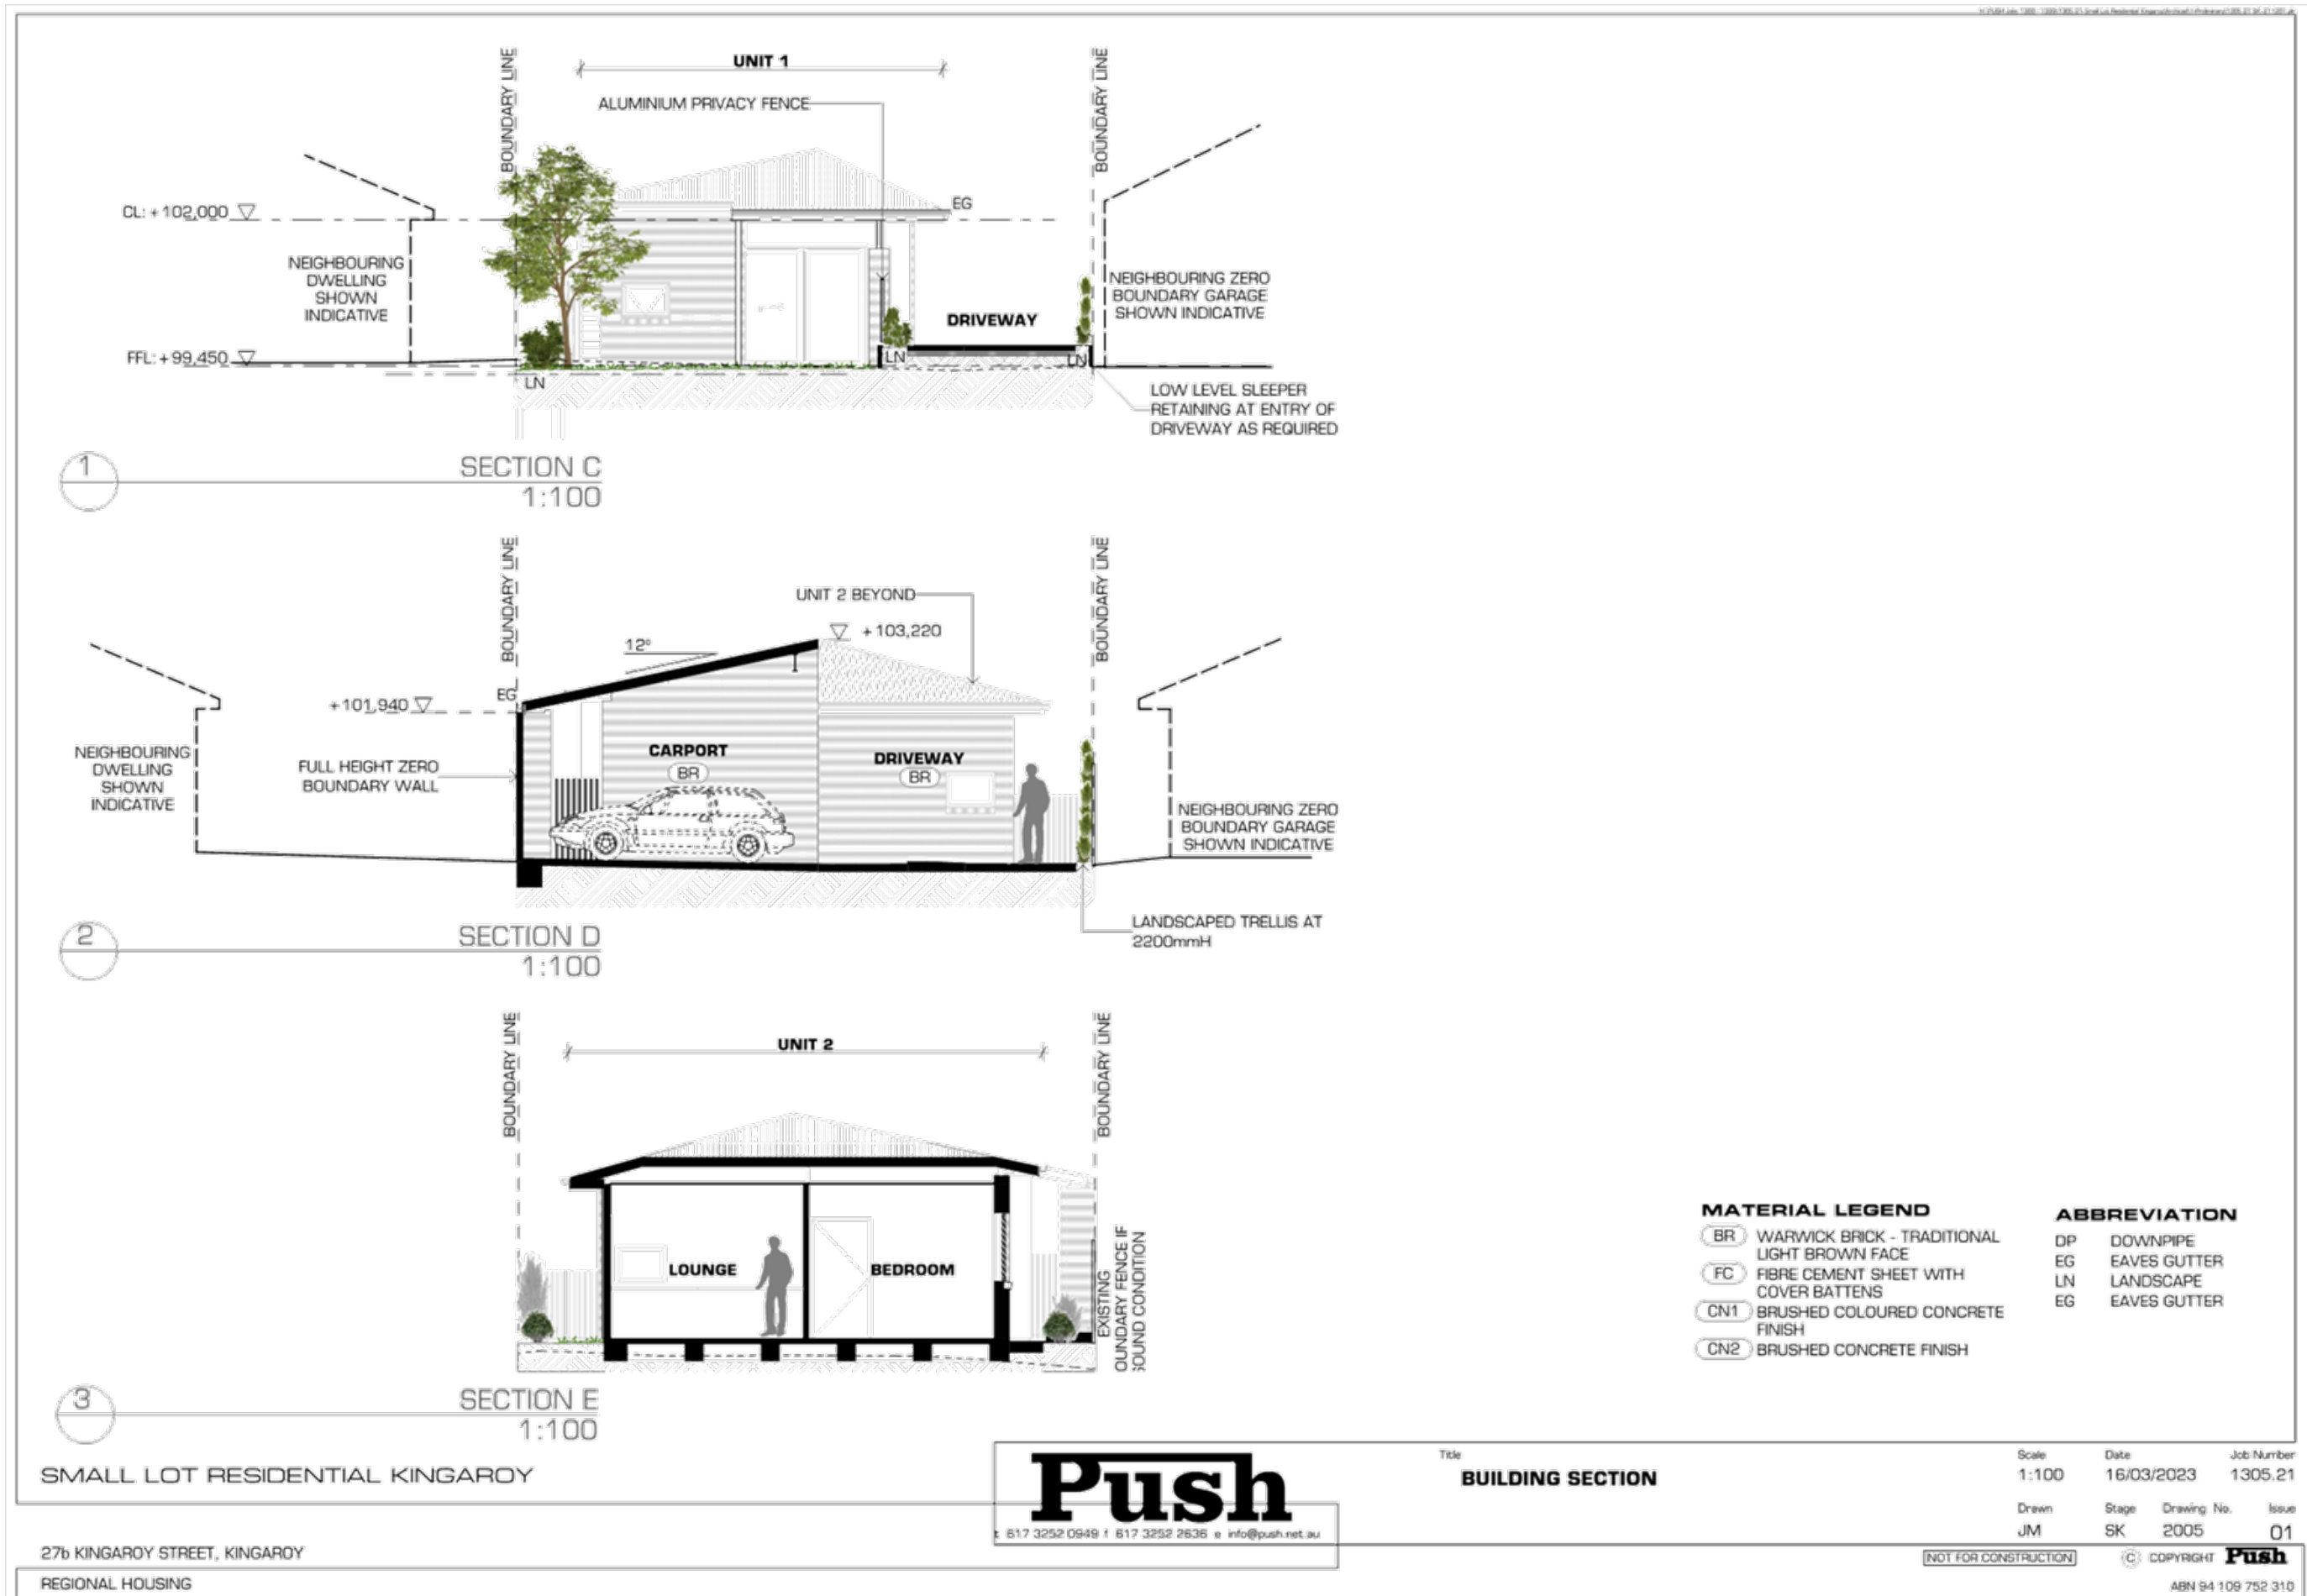 BOUNDARY LINE
UNIT 1
BOUNDARY LINE
ALUMINIUM PRIVACY FENCE
CL: +102,000
EG
NEIGHBOURING
DWELLING
SHOWN
INDICATIVE
NEIGHBOURING ZERO
BOUNDARY GARAGE
SHOWN INDICATIVE
DRIVEWAY
FFL: +99,450
LN
LN
LN
LOW LEVEL SLEEPER
RETAINING AT ENTRY OF
DRIVEWAY AS REQUIRED
1
SECTION C
1:100
BOUNDARY LINE
BOUNDARY LINE
UNIT 2 BEYOND
+103,220
12°
EG
+101,940
NEIGHBOURING
DWELLING
SHOWN
INDICATIVE
FULL HEIGHT ZERO
BOUNDARY WALL
CARPORT
BR
DRIVEWAY
BR
NEIGHBOURING ZERO
BOUNDARY GARAGE
SHOWN INDICATIVE
LANDSCAPED TRELLIS AT
2200mmH
2
SECTION D
1:100
BOUNDARY LINE
UNIT 2
BOUNDARY LINE
LOUNGE
BEDROOM
EXISTING
OUNDARY FENCE IF
SOUND CONDITION
3
SECTION E
1:100
MATERIAL LEGEND
BR WARWICK BRICK - TRADITIONAL
LIGHT BROWN FACE
FC FIBRE CEMENT SHEET WITH
COVER BATTENS
CN1 BRUSHED COLOURED CONCRETE
FINISH
CN2 BRUSHED CONCRETE FINISH
ABBREVIATION
DP DOWNPIPE
EG EAVES GUTTER
LN LANDSCAPE
EG EAVES GUTTER
SMALL LOT RESIDENTIAL KINGAROY
27b KINGAROY STREET, KINGAROY
REGIONAL HOUSING
Push
t 617 3252 0949 f 617 3252 2636 e info@push.net.au
Title
BUILDING SECTION
Scale Date Job Number
1:100 16/03/2023 1305.21
Drawn Stage Drawing No. Issue
JM SK 2005 01
NOT FOR CONSTRUCTION
© COPYRIGHT Push
ABN 94 109 752 310